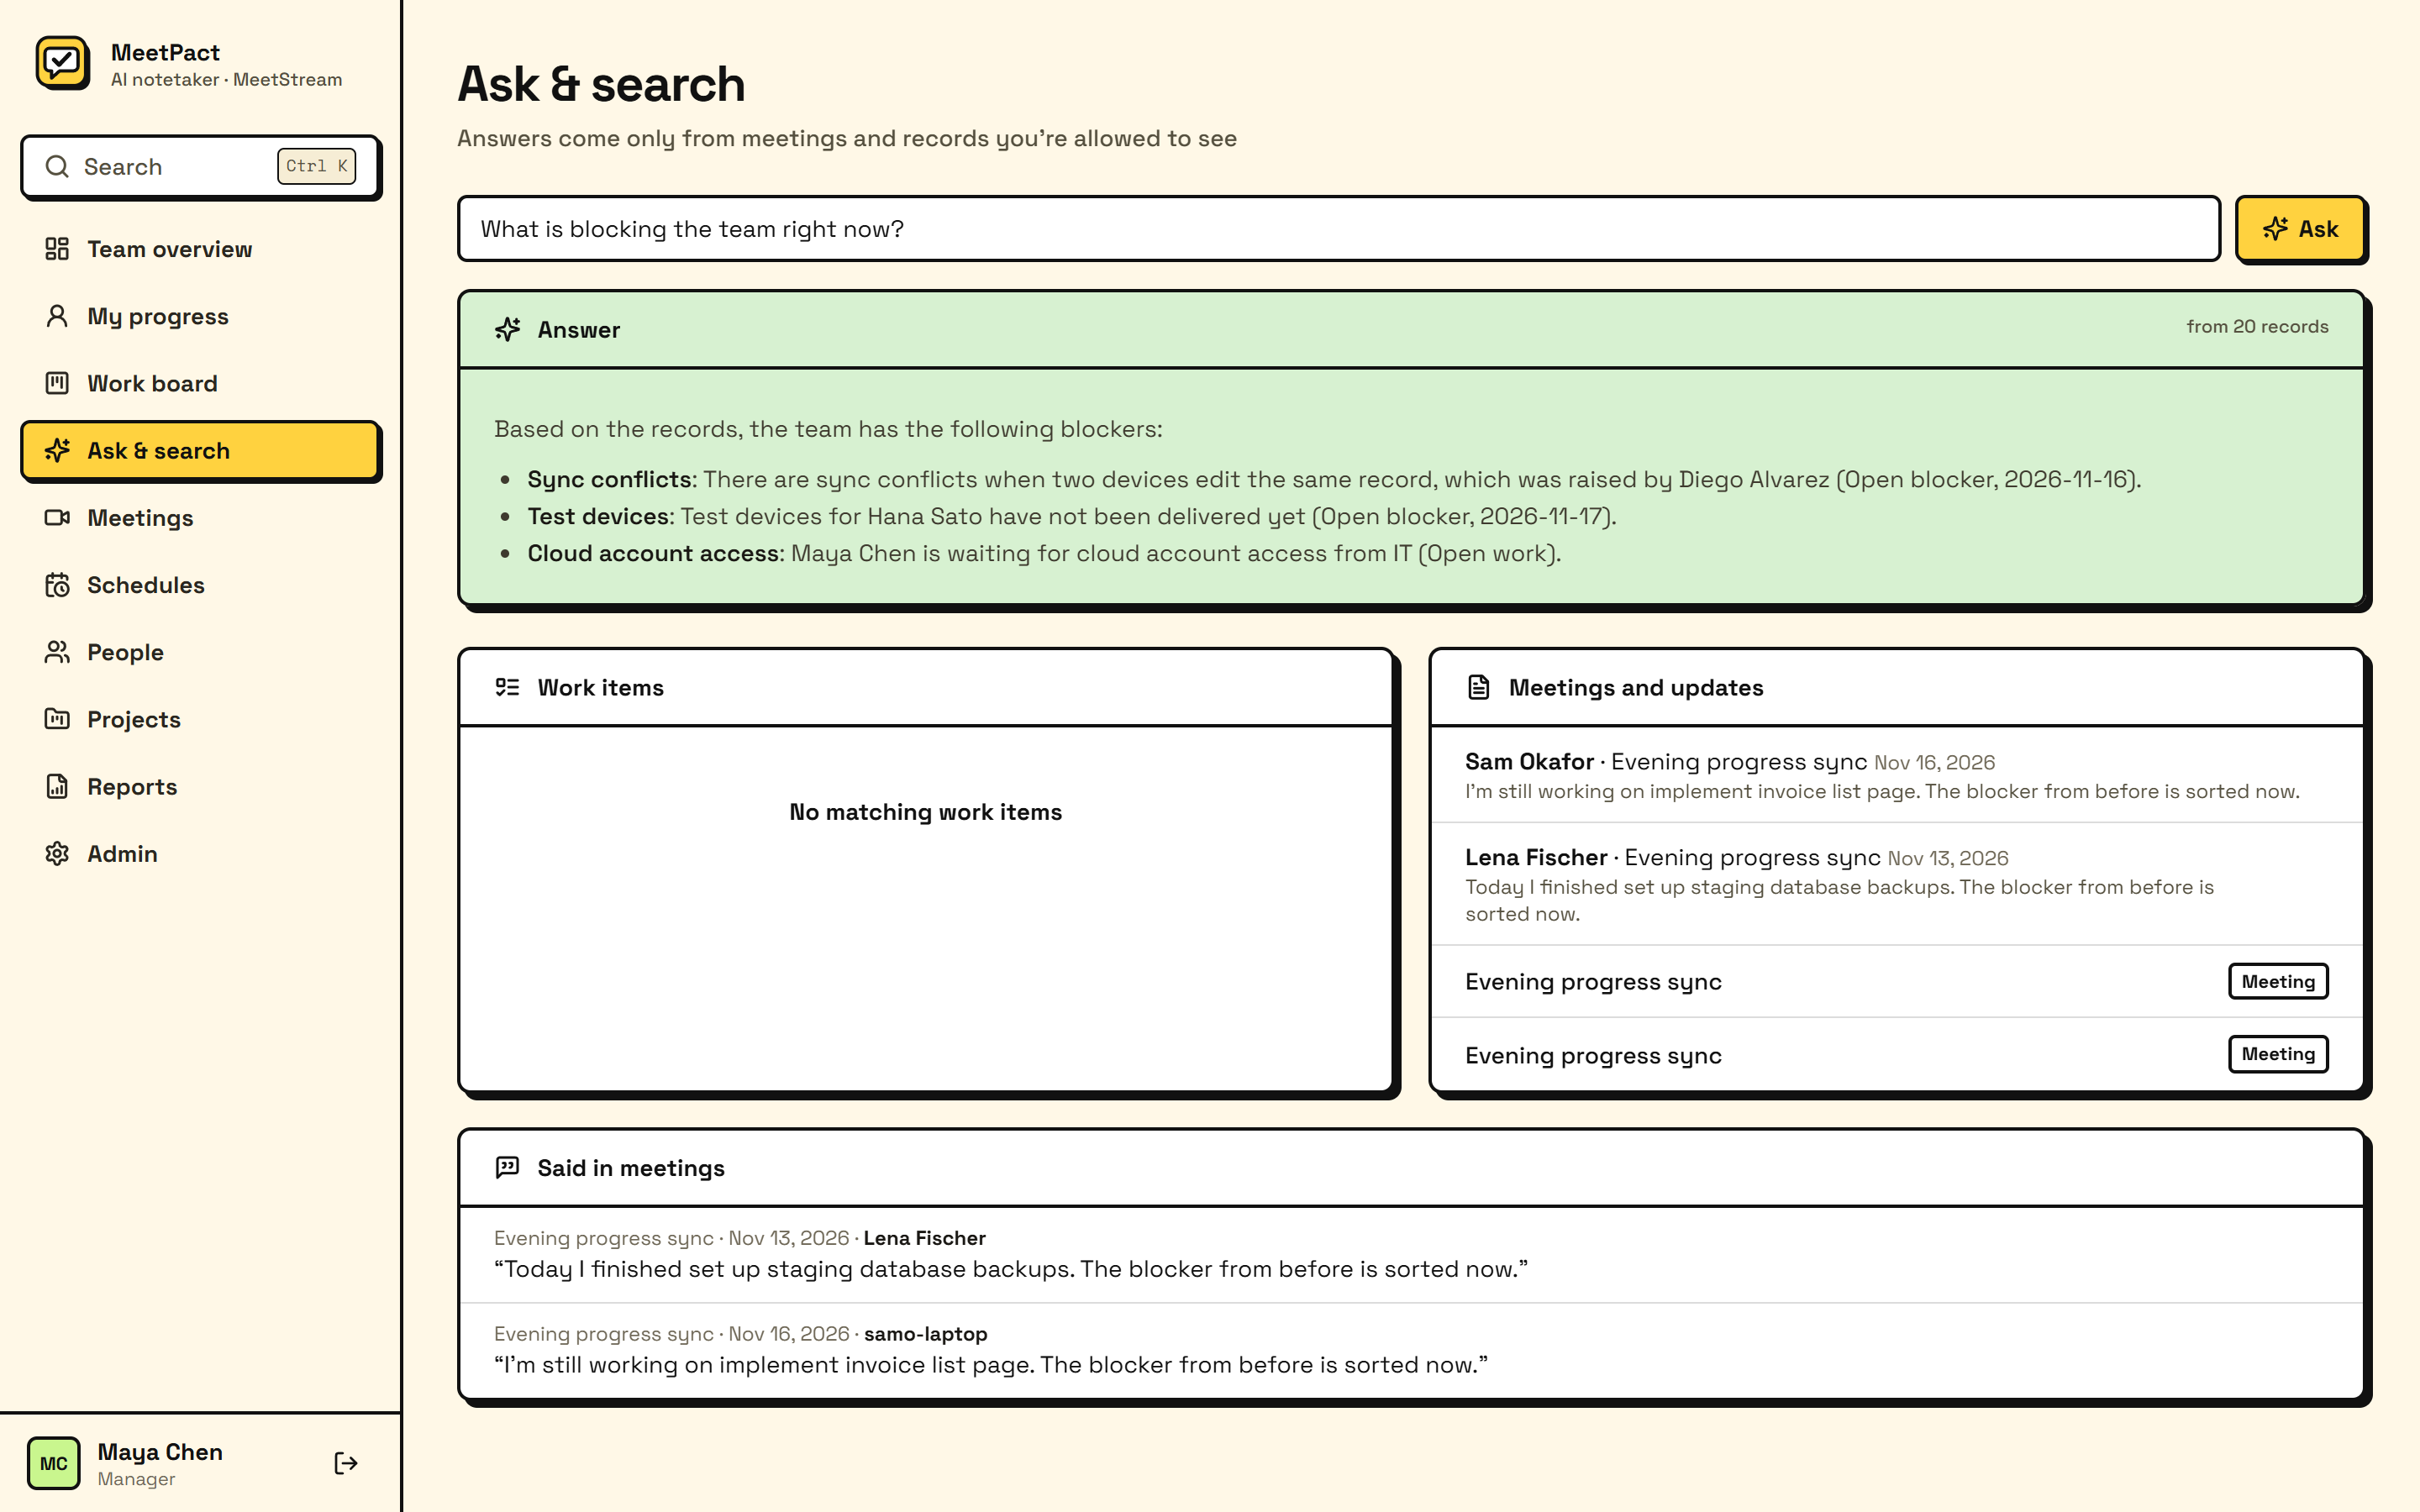 MeetPact
AI notetaker · MeetStream
Search
Ctrl K
Team overview
My progress
Work board
Ask & search
Meetings
Schedules
People
Projects
Reports
Admin
MC
Maya Chen
Manager
Ask & search
Answers come only from meetings and records you're allowed to see
What is blocking the team right now?
Ask
Answer
from 20 records
Based on the records, the team has the following blockers:
• Sync conflicts: There are sync conflicts when two devices edit the same record, which was raised by Diego Alvarez (Open blocker, 2026-11-16).
• Test devices: Test devices for Hana Sato have not been delivered yet (Open blocker, 2026-11-17).
• Cloud account access: Maya Chen is waiting for cloud account access from IT (Open work).
Work items
No matching work items
Meetings and updates
Sam Okafor · Evening progress sync Nov 16, 2026
I'm still working on implement invoice list page. The blocker from before is sorted now.
Lena Fischer · Evening progress sync Nov 13, 2026
Today I finished set up staging database backups. The blocker from before is
sorted now.
Evening progress sync
Meeting
Evening progress sync
Meeting
Said in meetings
Evening progress sync · Nov 13, 2026 · Lena Fischer
“Today I finished set up staging database backups. The blocker from before is sorted now.”
Evening progress sync · Nov 16, 2026 · samo-laptop
“I'm still working on implement invoice list page. The blocker from before is sorted now.”